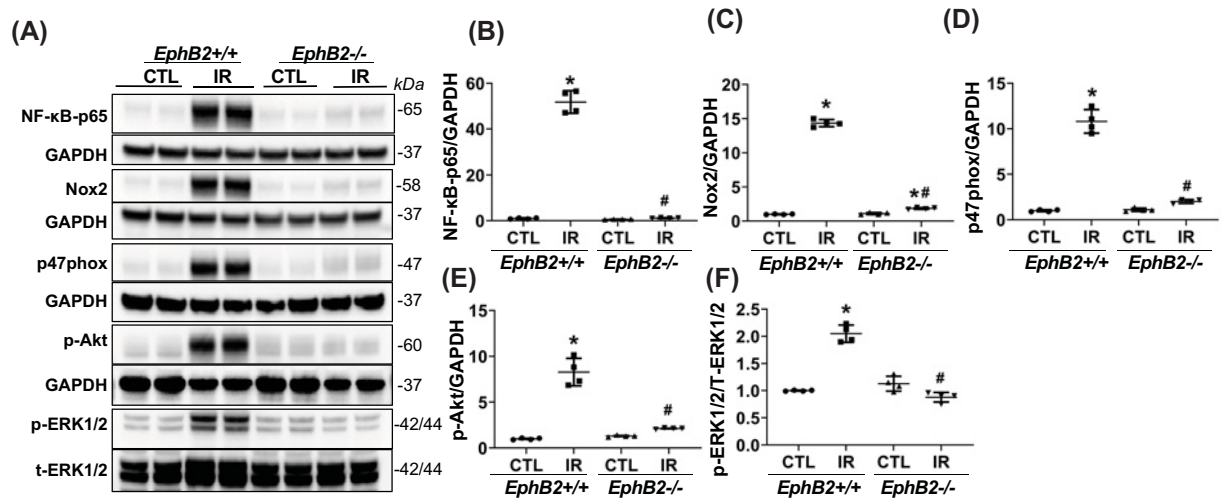 (A)
EphB2+/+ EphB2-/-
CTL IR CTL IR kDa
NF-κB-p65 -65
GAPDH -37
Nox2 -58
GAPDH -37
p47phox -47
GAPDH -37
p-Akt -60
GAPDH -37
p-ERK1/2 -42/44
t-ERK1/2 -42/44
(B)
NF-κB-p65/GAPDH
60
40
20
0
*
#
CTL IR CTL IR
EphB2+/+ EphB2-/-
(C)
Nox2/GAPDH
20
15
10
5
0
*
*#
CTL IR CTL IR
EphB2+/+ EphB2-/-
(D)
p47phox/GAPDH
15
10
5
0
*
#
CTL IR CTL IR
EphB2+/+ EphB2-/-
(E)
p-Akt/GAPDH
15
10
5
0
*
#
CTL IR CTL IR
EphB2+/+ EphB2-/-
(F)
p-ERK1/2/T-ERK1/2
2.5
2.0
1.5
1.0
0.5
0.0
*
#
CTL IR CTL IR
EphB2+/+ EphB2-/-